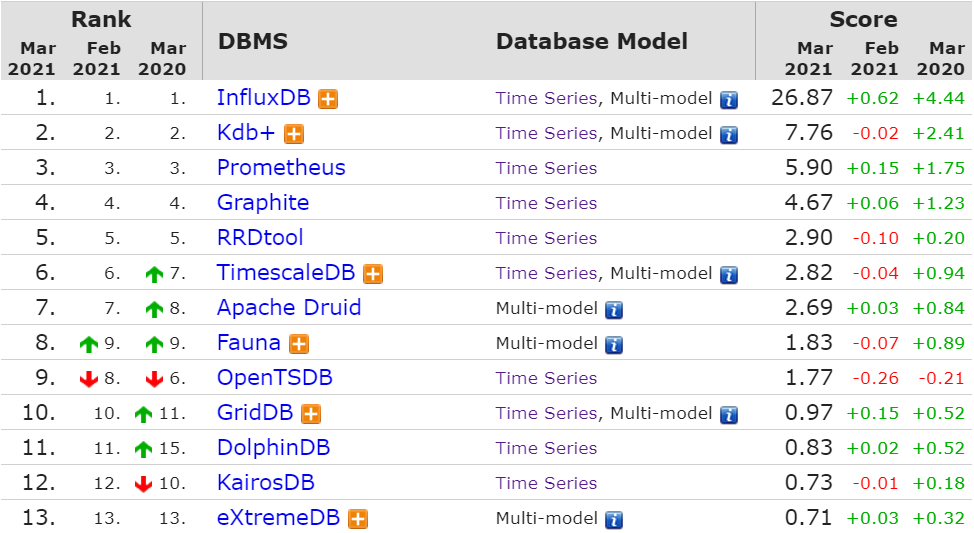 Rank Score
Mar Feb Mar DBMS Database Model Mar Feb Mar
2021 2021 2020 2021 2021 2020
1. 1. 1. InfluxDB Time Series, Multi-model i 26.87 +0.62 +4.44
2. 2. 2. Kdb+ Time Series, Multi-model i 7.76 -0.02 +2.41
3. 3. 3. Prometheus Time Series 5.90 +0.15 +1.75
4. 4. 4. Graphite Time Series 4.67 +0.06 +1.23
5. 5. 5. RRDtool Time Series 2.90 -0.10 +0.20
6. 6. 7. TimescaleDB Time Series, Multi-model i 2.82 -0.04 +0.94
7. 7. 8. Apache Druid Multi-model i 2.69 +0.03 +0.84
8. 9. 9. Fauna Multi-model i 1.83 -0.07 +0.89
9. 8. 6. OpenTSDB Time Series 1.77 -0.26 -0.21
10. 10. 11. GridDB Time Series, Multi-model i 0.97 +0.15 +0.52
11. 11. 15. DolphinDB Time Series 0.83 +0.02 +0.52
12. 12. 10. KairosDB Time Series 0.73 -0.01 +0.18
13. 13. 13. eXtremeDB Multi-model i 0.71 +0.03 +0.32